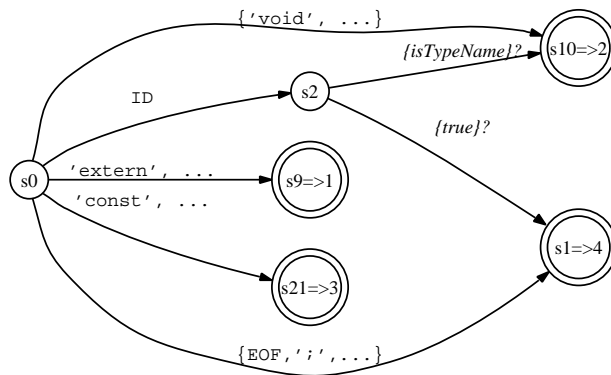 {'void', ...}
s10=>2
{isTypeName}?
ID
s2
{true}?
s0
'extern', ...
s9=>1
'const', ...
s1=>4
s21=>3
{EOF,';',...}